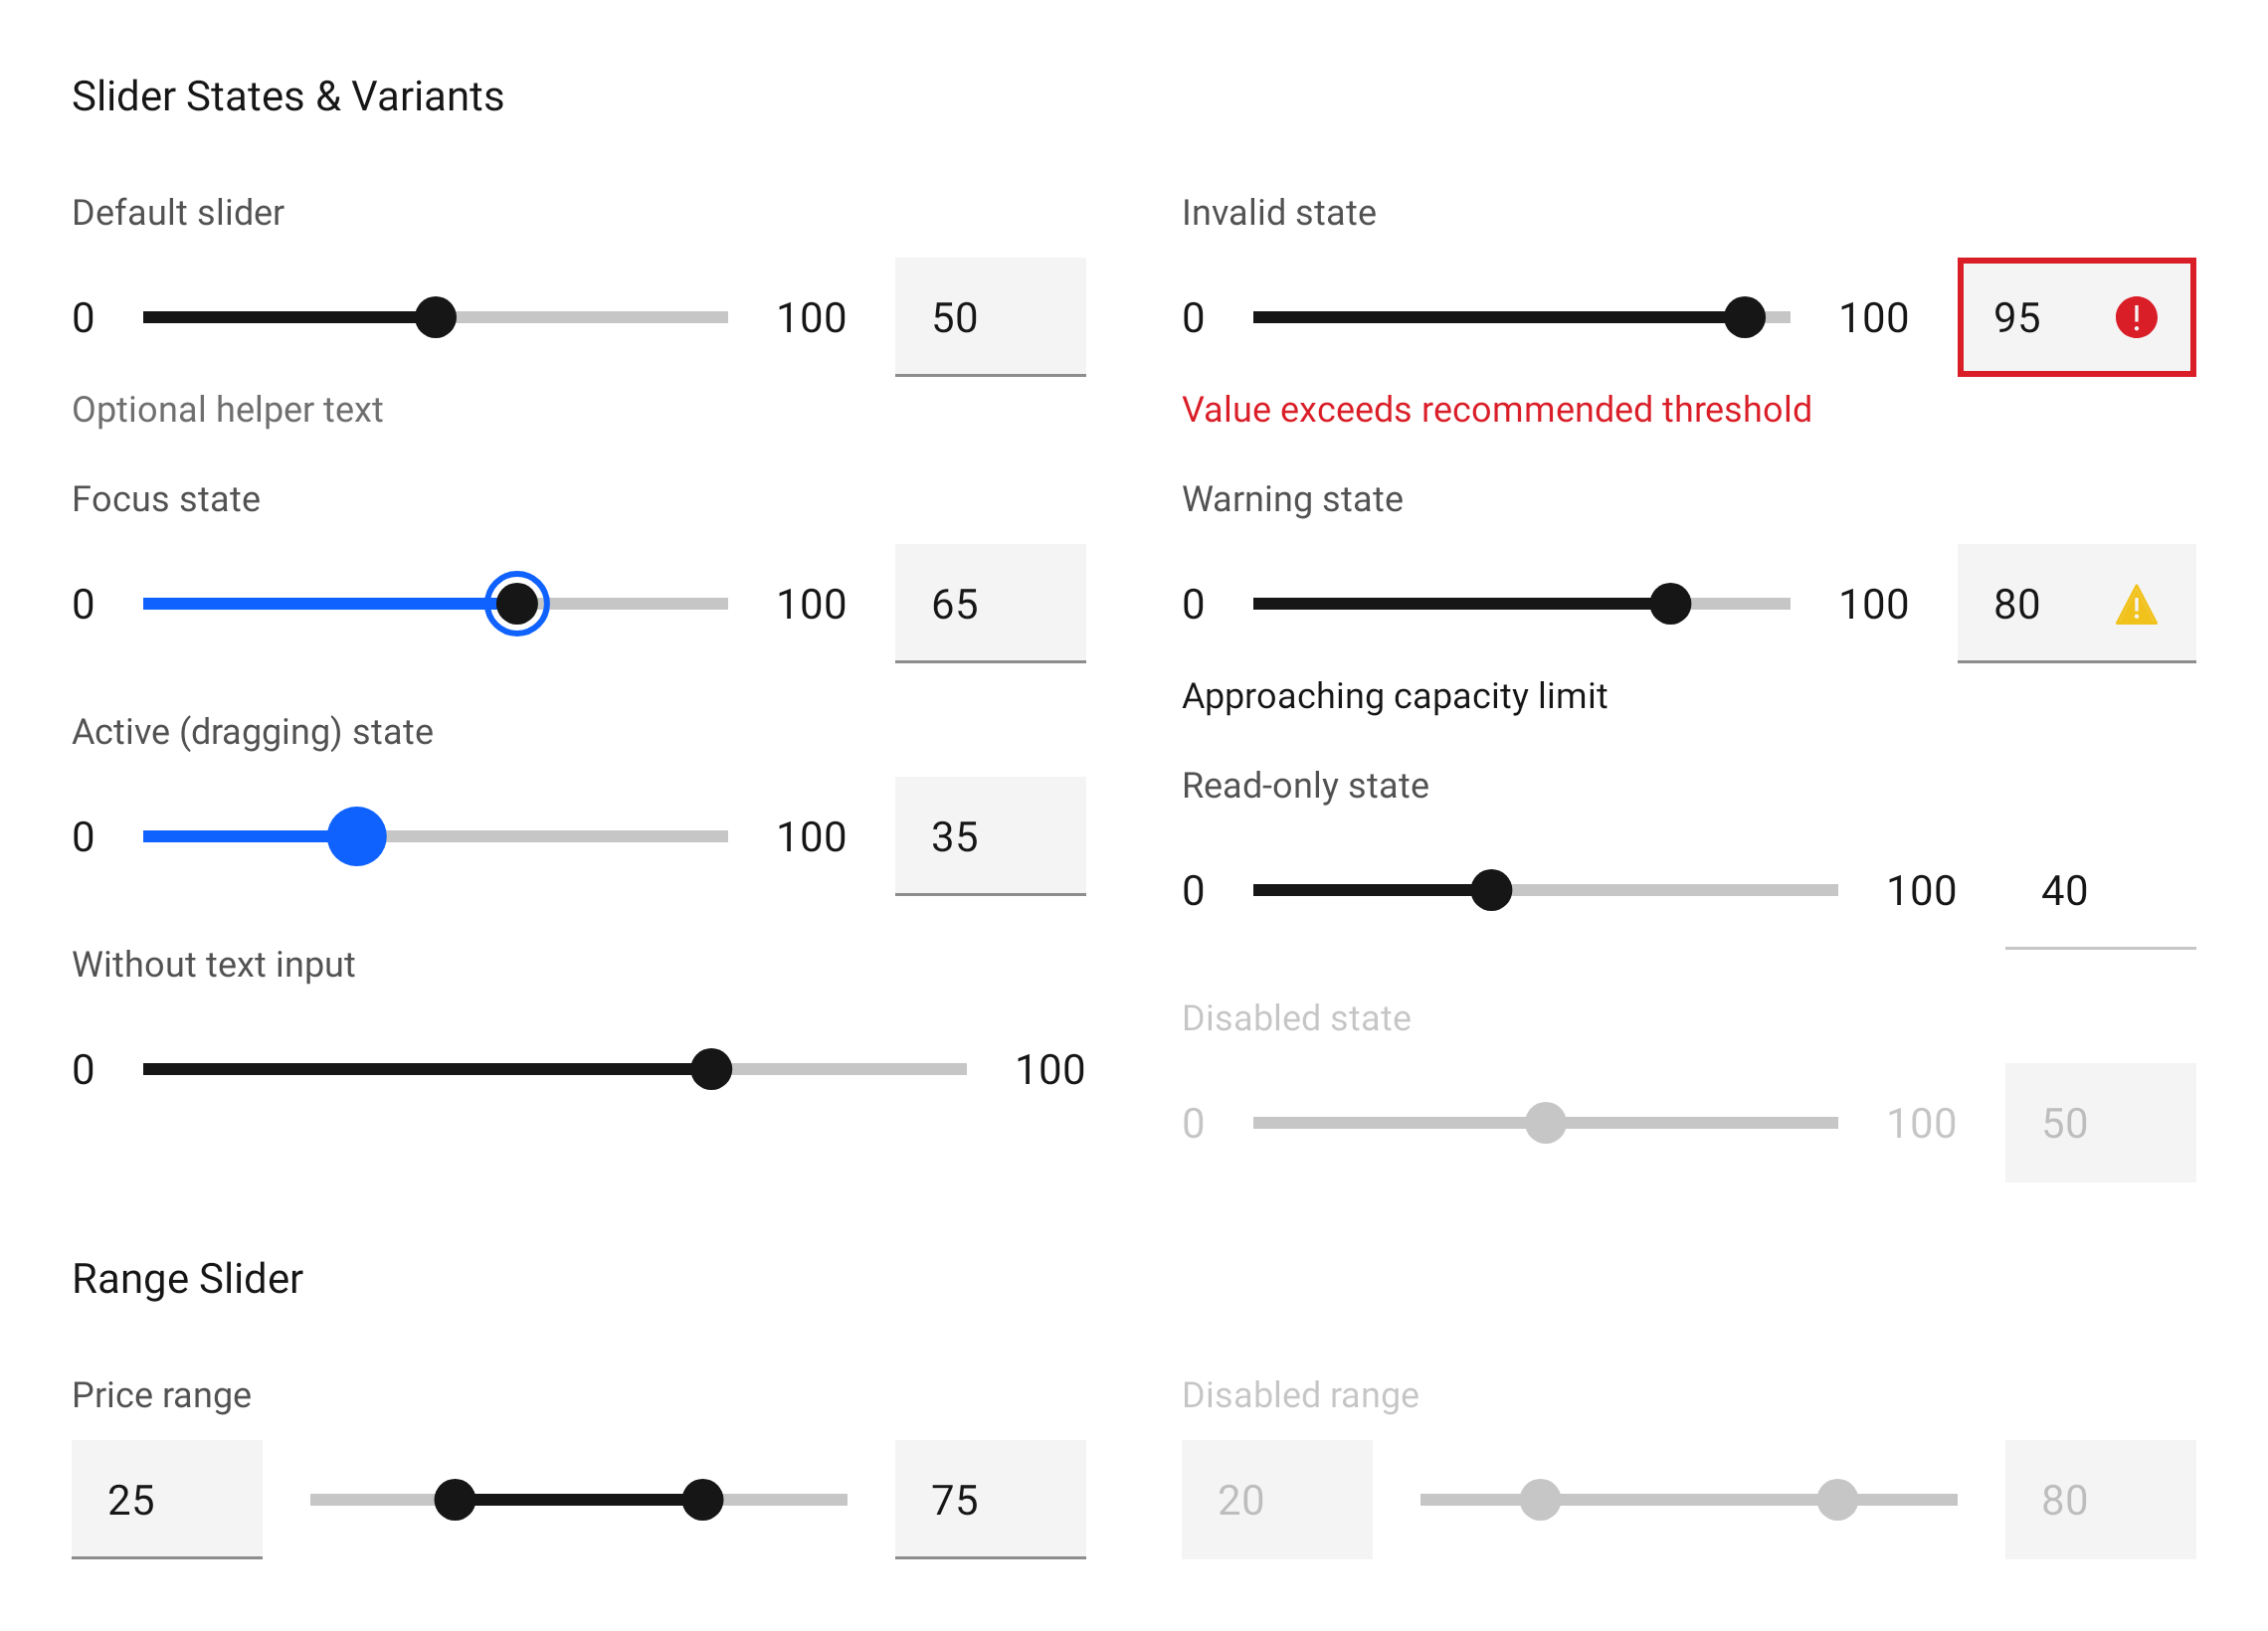 Slider States & Variants
Default slider
0 100 50
Optional helper text
Focus state
0 100 65
Active (dragging) state
0 100 35
Without text input
0 100
Invalid state
0 100 95
Value exceeds recommended threshold
Warning state
0 100 80
Approaching capacity limit
Read-only state
0 100 40
Disabled state
0 100 50
Range Slider
Price range
25 75
Disabled range
20 80